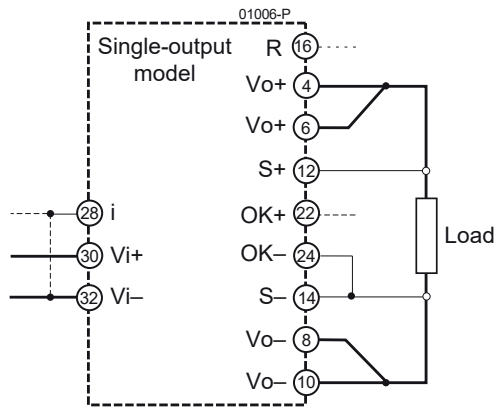 01006-P
Single-output
model
R 16
Vo+ 4
Vo+ 6
S+ 12
28 i
OK+ 22
30 Vi+
OK– 24
Load
32 Vi–
S– 14
Vo– 8
Vo– 10